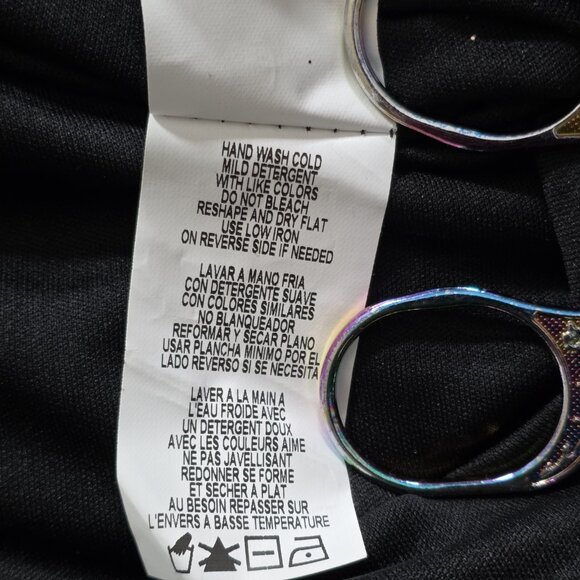 HAND WASH COLD
MILD DETERGENT
WITH LIKE COLORS
DO NOT BLEACH
RESHAPE AND DRY FLAT
USE LOW IRON
ON REVERSE SIDE IF NEEDED
LAVAR A MANO FRIA
CON DETERGENTE SUAVE
CON COLORES SIMILARES
NO BLANQUEADOR
REFORMAR Y SECAR PLANO
USAR PLANCHA MINIMO POR EL
LADO REVERSO SI SE NECESITA
LAVER A LA MAIN A
L'EAU FROIDE AVEC
UN DETERGENT DOUX
AVEC LES COULEURS AIME
NE PAS JAVELLISANT
REDONNER SE FORME
ET SECHER A PLAT
AU BESOIN REPASSER SUR
L'ENVERS A BASSE TEMPERATURE